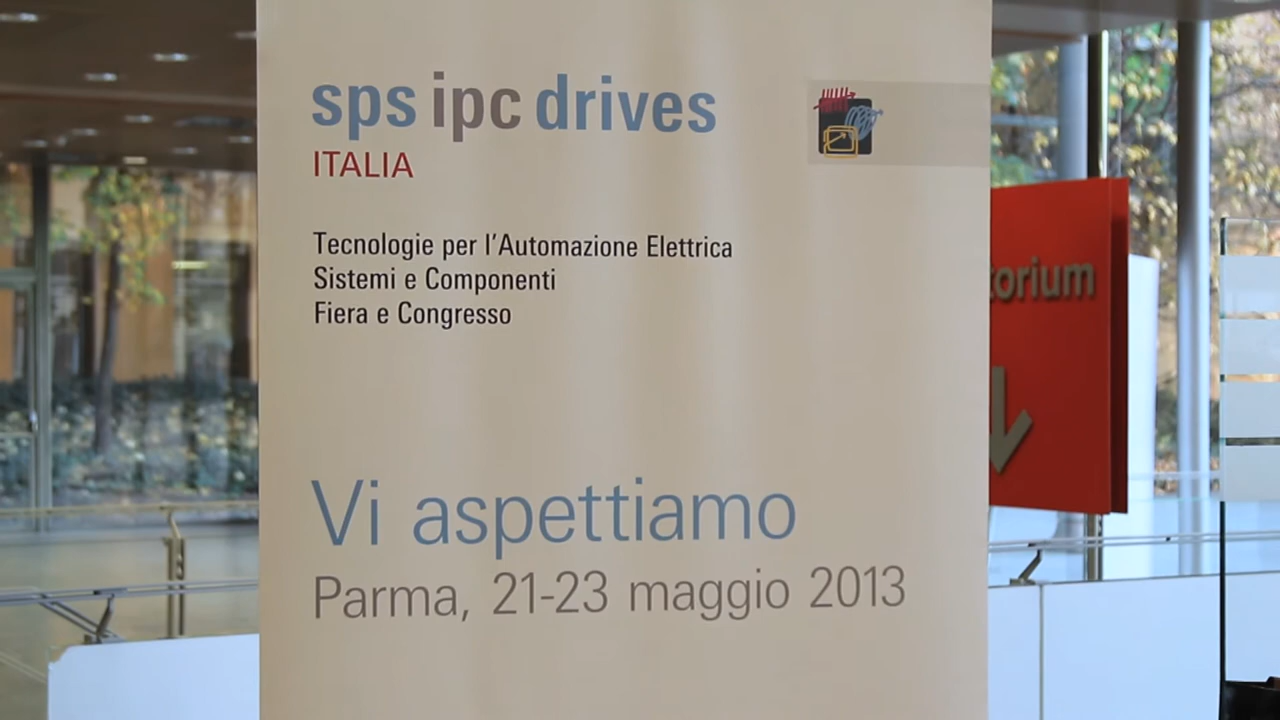 sps ipc drives
ITALIA
Tecnologie per l'Automazione Elettrica
Sistemi e Componenti
Fiera e Congresso
Vi aspettiamo
Parma, 21-23 maggio 2013
torium